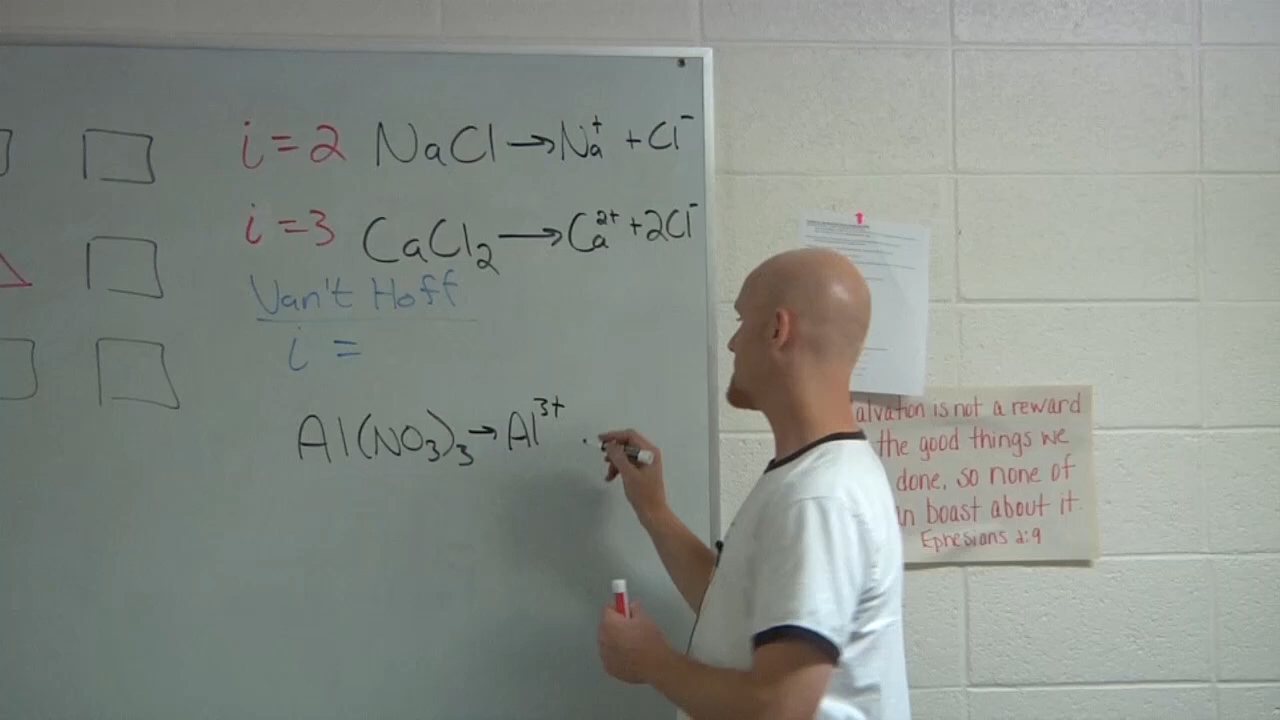 i = 2 NaCl → Na⁺ + Cl⁻
i = 3 CaCl₂ → Ca²⁺ + 2Cl⁻
Van't Hoff
i =
Al(NO₃)₃ → Al³⁺
alvation is not a reward
the good things we
done, so none of
n boast about it.
Ephesians 2:9